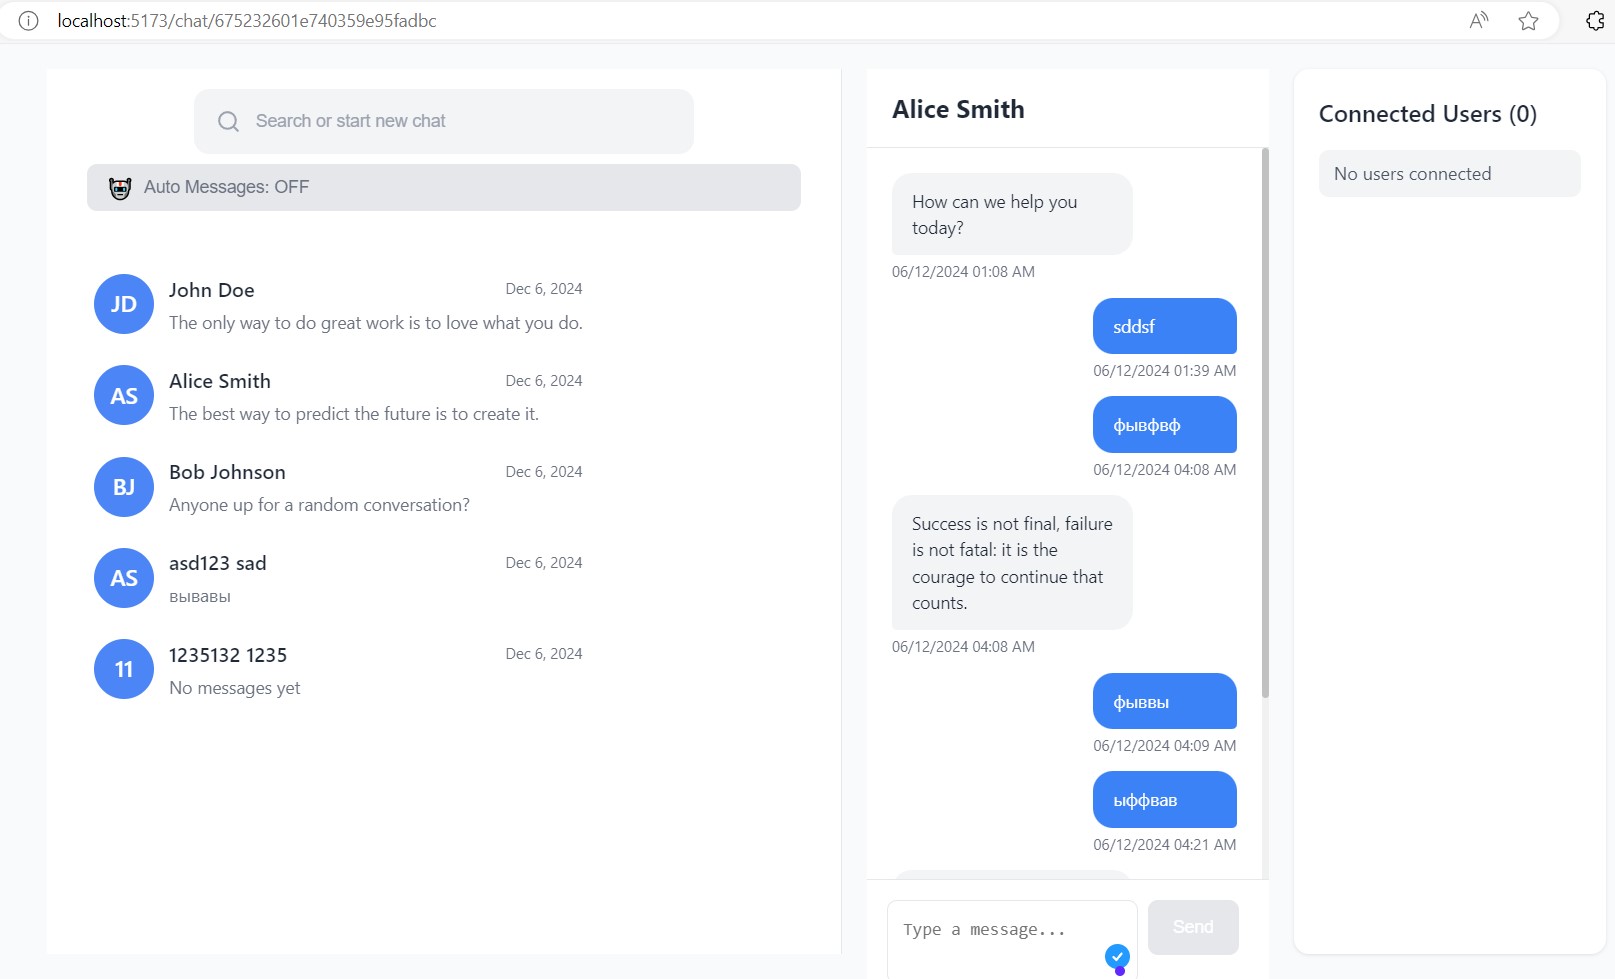 localhost:5173/chat/675232601e740359e95fadbc
Search or start new chat
Auto Messages: OFF
JD
John Doe
Dec 6, 2024
The only way to do great work is to love what you do.
AS
Alice Smith
Dec 6, 2024
The best way to predict the future is to create it.
BJ
Bob Johnson
Dec 6, 2024
Anyone up for a random conversation?
AS
asd123 sad
Dec 6, 2024
вывавы
11
1235132 1235
Dec 6, 2024
No messages yet
Alice Smith
How can we help you
today?
06/12/2024 01:08 AM
sddsf
06/12/2024 01:39 AM
фывфвф
06/12/2024 04:08 AM
Success is not final, failure
is not fatal: it is the
courage to continue that
counts.
06/12/2024 04:08 AM
фыввы
06/12/2024 04:09 AM
ыффвав
06/12/2024 04:21 AM
Type a message...
Send
Connected Users (0)
No users connected